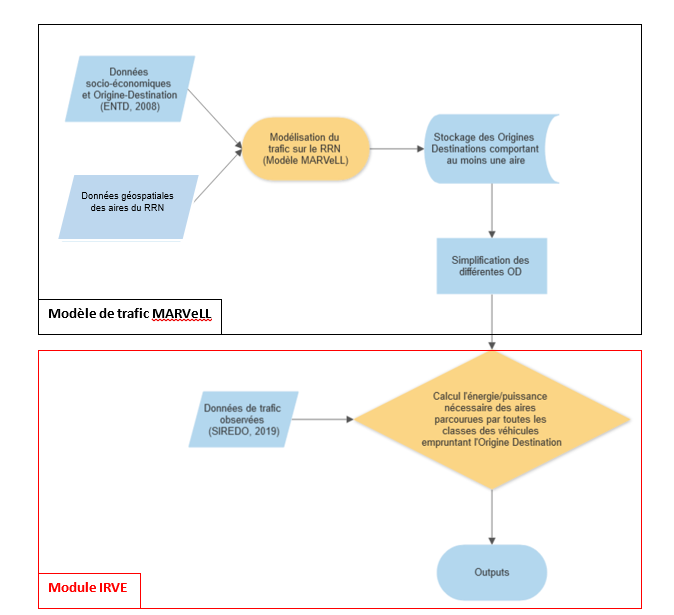 Données
socio-économiques
et Origine-Destination
(ENTD, 2008)
Modélisation du
trafic sur le RRN
(Modèle MARVeLL)
Stockage des Origines
Destinations comportant
au moins une aire
Données géospatiales
des aires du RRN
Simplification des
différentes OD
Modèle de trafic MARVeLL
Données de trafic
observées
(SIREDO, 2019)
Calcul l'énergie/puissance
nécessaire des aires
parcourues par toutes les
classes des véhicules
empruntant l'Origine Destination
Outputs
Module IRVE